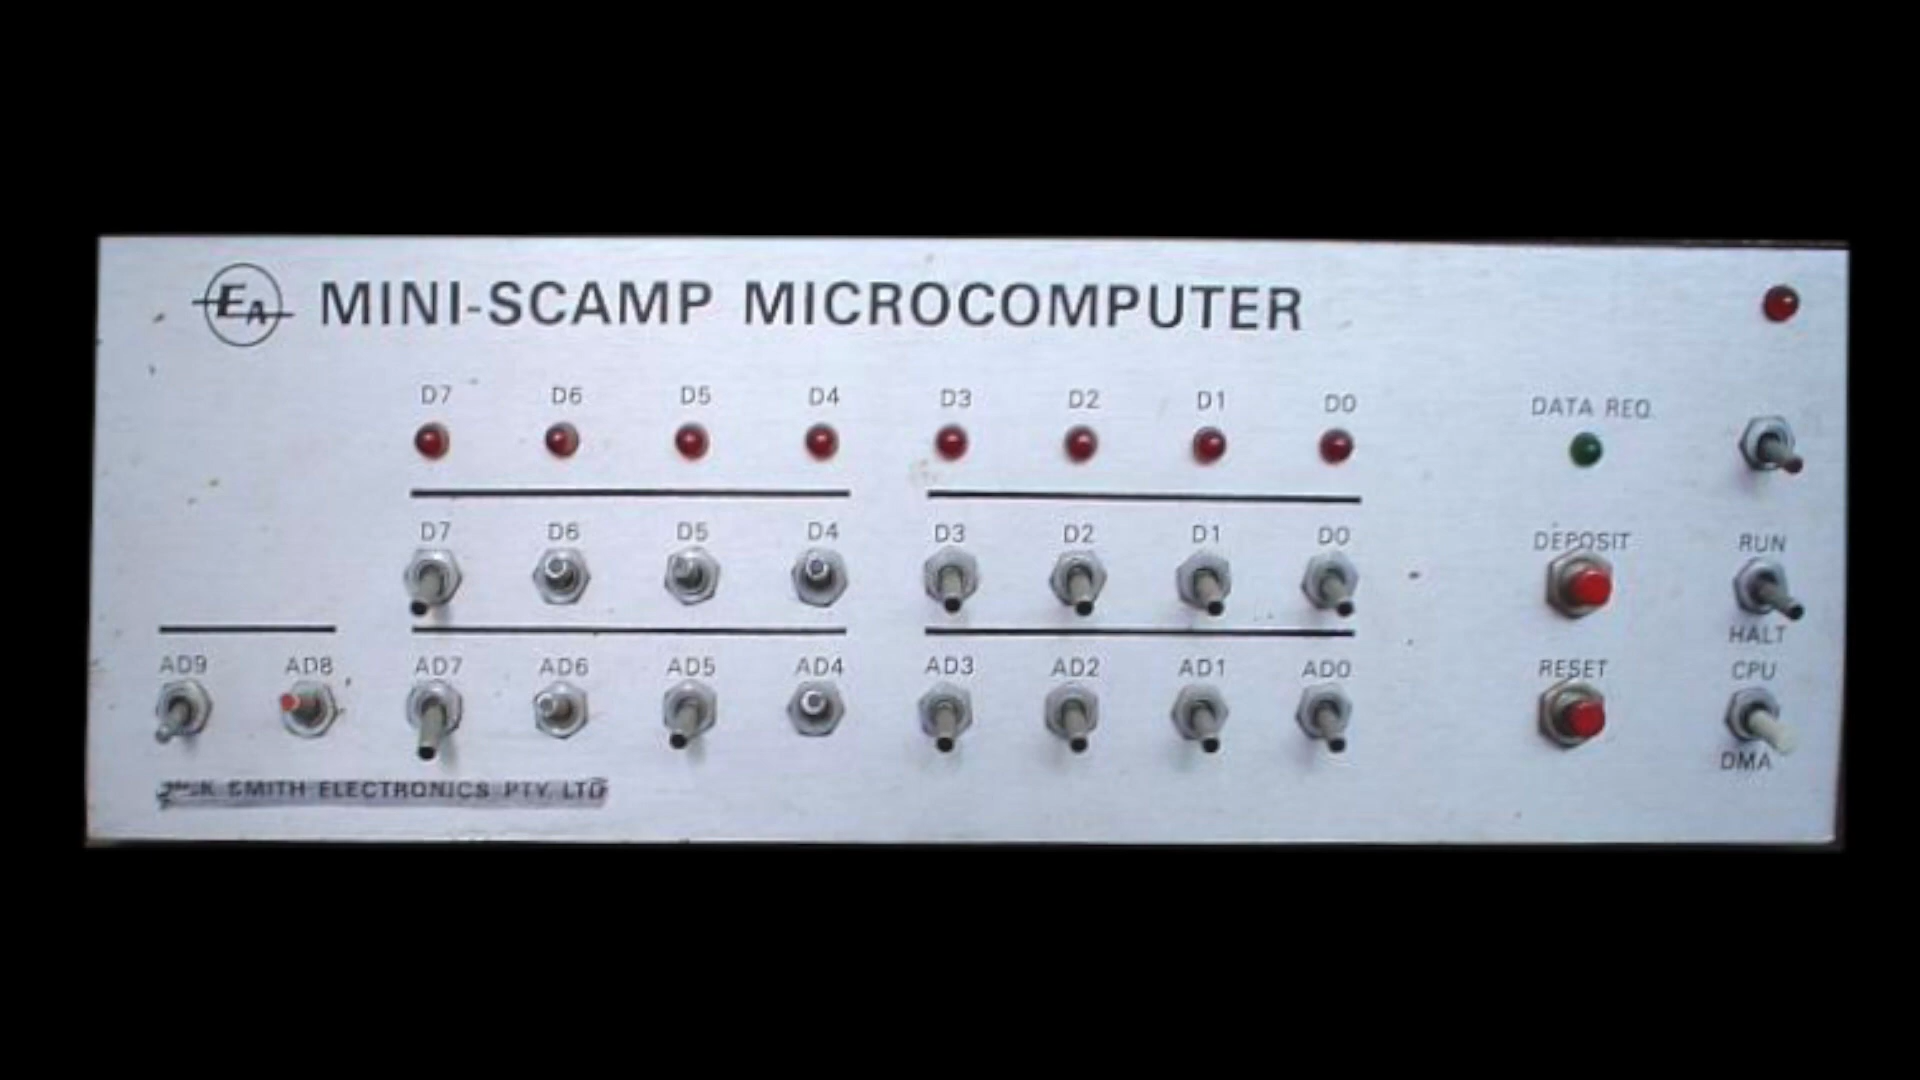 EA MINI-SCAMP MICROCOMPUTER
D7 D6 D5 D4 D3 D2 D1 D0 DATA REQ.
D7 D6 D5 D4 D3 D2 D1 D0 DEPOSIT RUN
HALT
AD9 AD8 AD7 AD6 AD5 AD4 AD3 AD2 AD1 AD0 RESET CPU
DMA
SMITH ELECTRONICS PTY. LTD